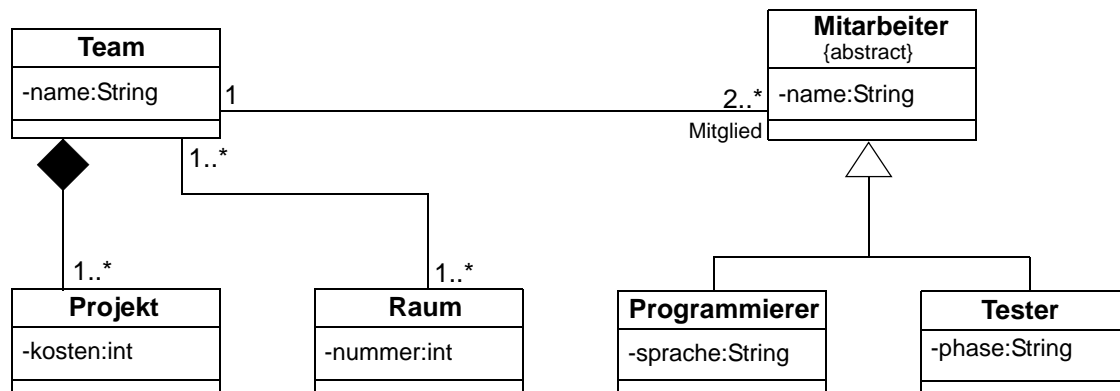 Team
-name:String
1
1..*
Mitarbeiter
{abstract}
-name:String
2..*
Mitglied
1..*
Projekt
-kosten:int
1..*
Raum
-nummer:int
Programmierer
-sprache:String
Tester
-phase:String